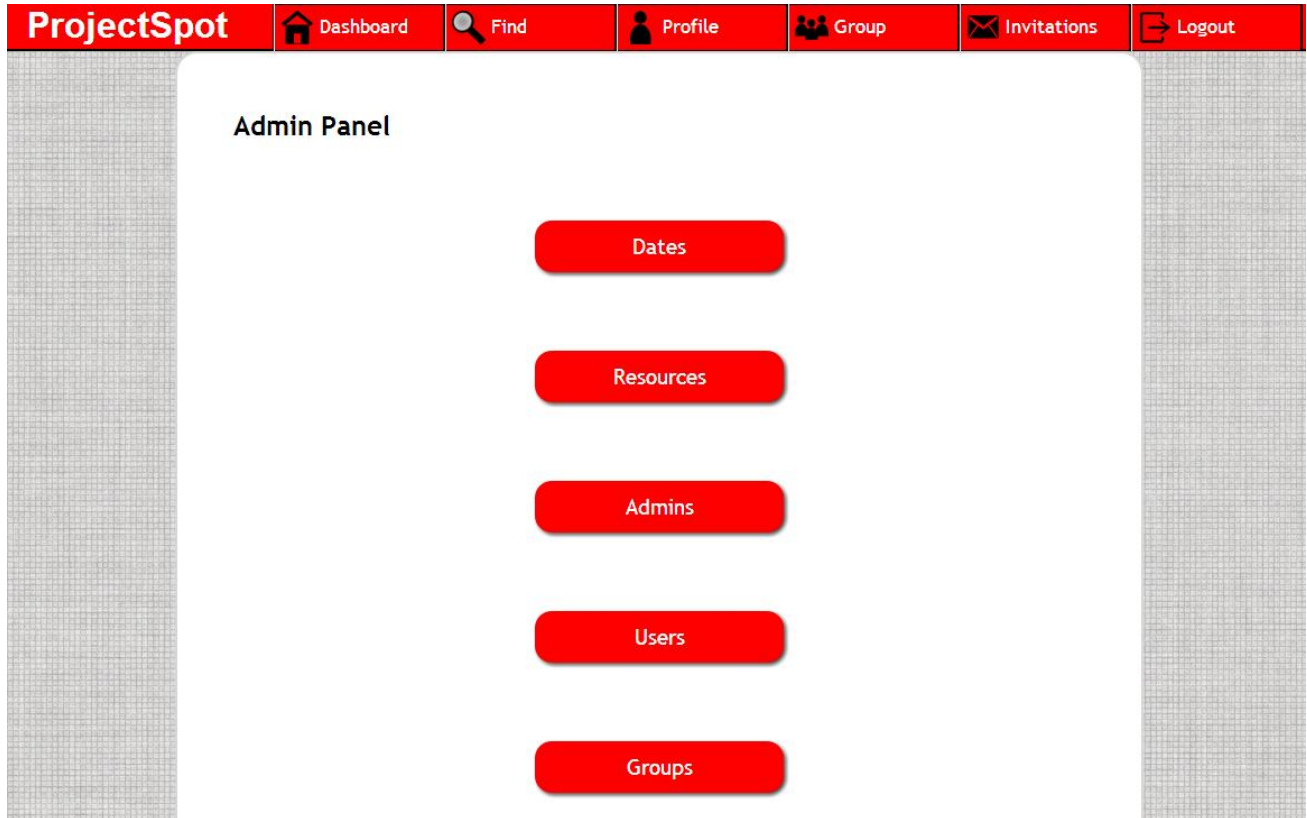 ProjectSpot Dashboard Find Profile Group Invitations Logout
Admin Panel
Dates
Resources
Admins
Users
Groups